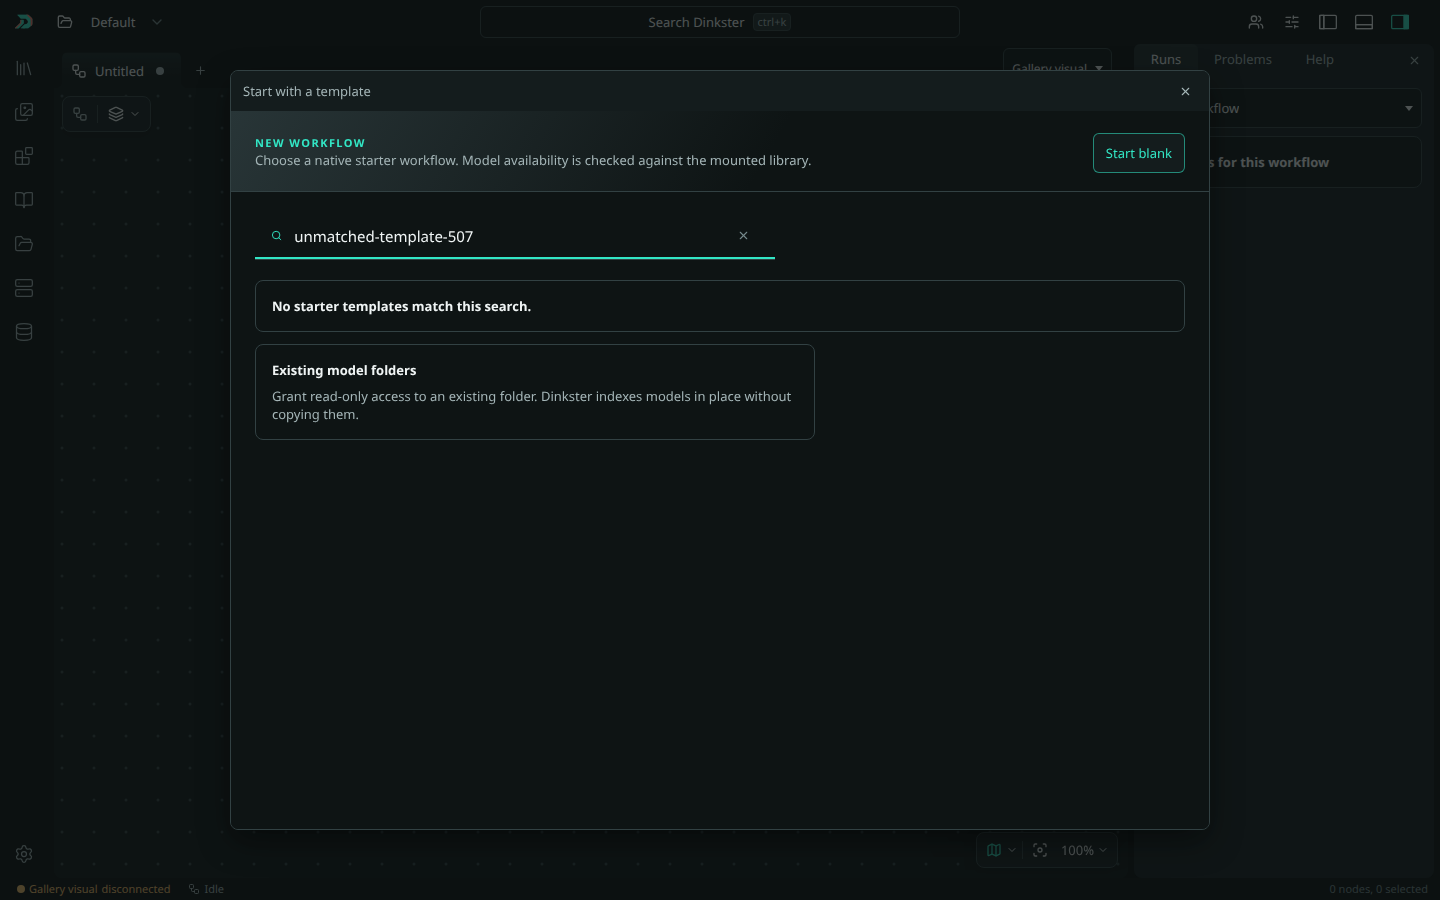 Default
Search Dinkster ctrl+k
Untitled
Gallery visual
Runs
Problems
Help
Start with a template
NEW WORKFLOW
Choose a native starter workflow. Model availability is checked against the mounted library.
Start blank
unmatched-template-507
No starter templates match this search.
Existing model folders
Grant read-only access to an existing folder. Dinkster indexes models in place without
copying them.
for this workflow
100%
Gallery visual disconnected
Idle
0 nodes, 0 selected